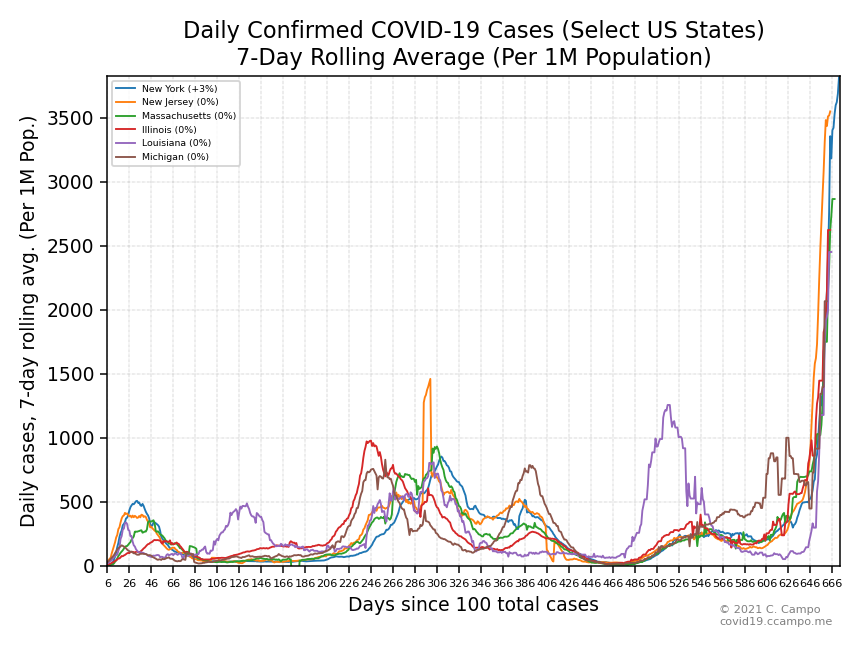 Daily Confirmed COVID-19 Cases (Select US States)
7-Day Rolling Average (Per 1M Population)
Daily cases, 7-day rolling avg. (Per 1M Pop.)
3500
3000
2500
2000
1500
1000
500
0
New York (+3%)
New Jersey (0%)
Massachusetts (0%)
Illinois (0%)
Louisiana (0%)
Michigan (0%)
6 26 46 66 86 106 126 146 166 186 206 226 246 266 286 306 326 346 366 386 406 426 446 466 486 506 526 546 566 586 606 626 646 666
Days since 100 total cases
© 2021 C. Campo
covid19.ccampo.me